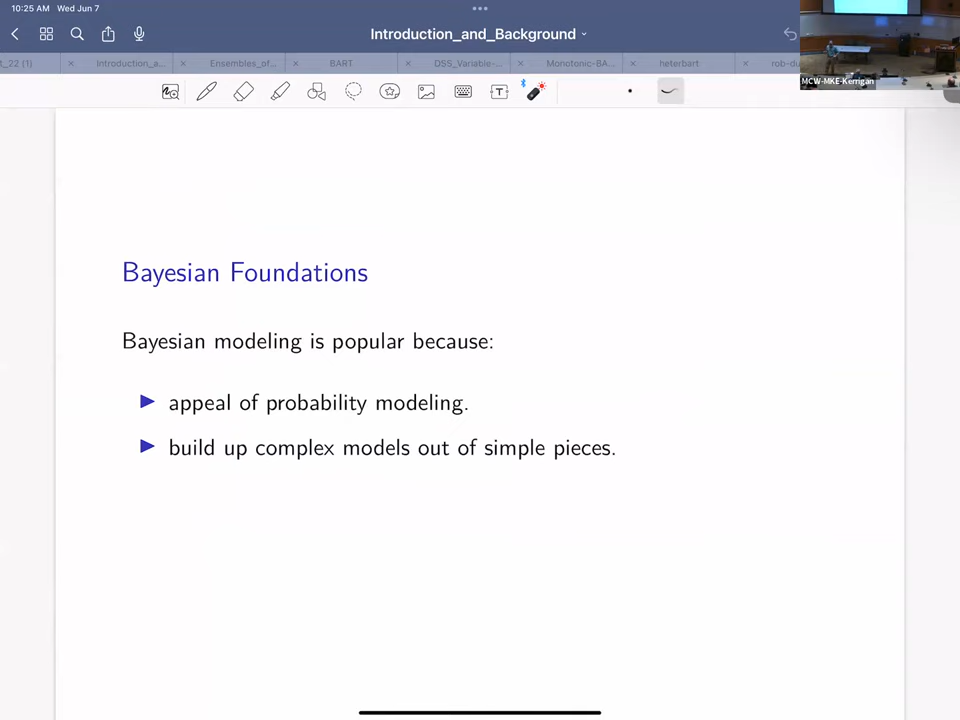 10:25 AM Wed Jun 7
Introduction_and_Background
t_22 (1)
Introduction_a...
Ensembles_of...
BART
DSS_Variable-...
Monotonic-BA...
heterbart
rob-du
MCW-MKE-Kerrigan
T
Bayesian Foundations
Bayesian modeling is popular because:
▶ appeal of probability modeling.
▶ build up complex models out of simple pieces.